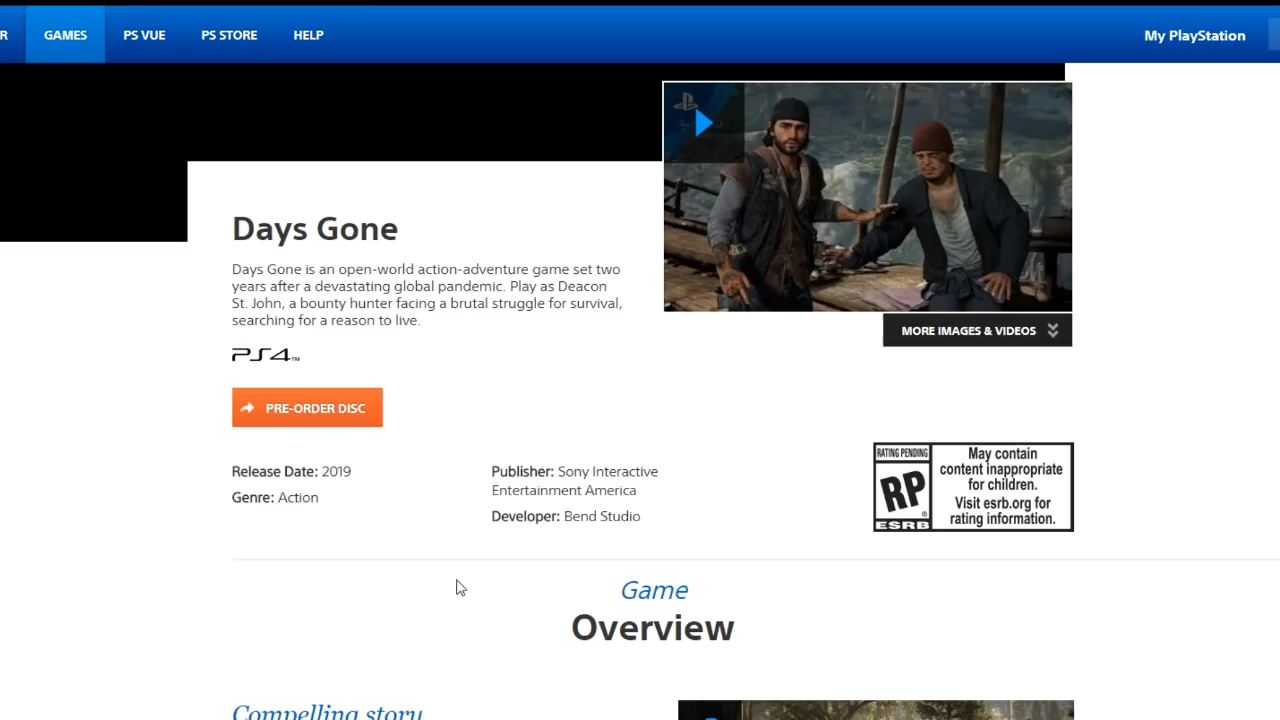 R GAMES PS VUE PS STORE HELP My PlayStation
Days Gone
Days Gone is an open-world action-adventure game set two
years after a devastating global pandemic. Play as Deacon
St. John, a bounty hunter facing a brutal struggle for survival,
searching for a reason to live.
PS4™
MORE IMAGES & VIDEOS
PRE-ORDER DISC
Release Date: 2019
Genre: Action
Publisher: Sony Interactive
Entertainment America
Developer: Bend Studio
RATING PENDING
RP®
ESRB
May contain
content inappropriate
for children.
Visit esrb.org for
rating information.
Game
Overview
Compelling story